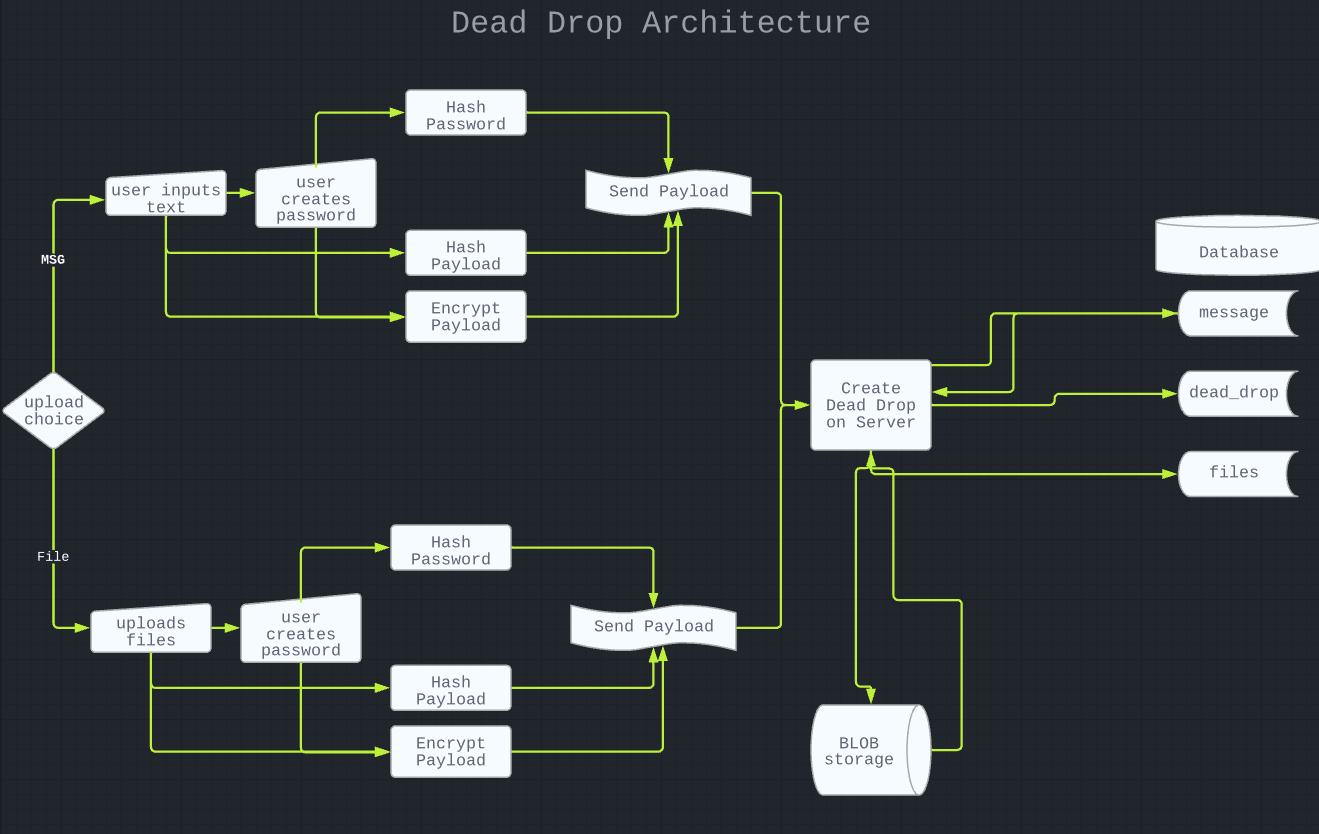 Dead Drop Architecture
Hash
Password
user inputs
text
user
creates
password
Send Payload
Hash
Payload
Encrypt
Payload
MSG
Database
message
upload
choice
Create
Dead Drop
on Server
dead_drop
files
File
Hash
Password
uploads
files
user
creates
password
Send Payload
Hash
Payload
Encrypt
Payload
BLOB
storage